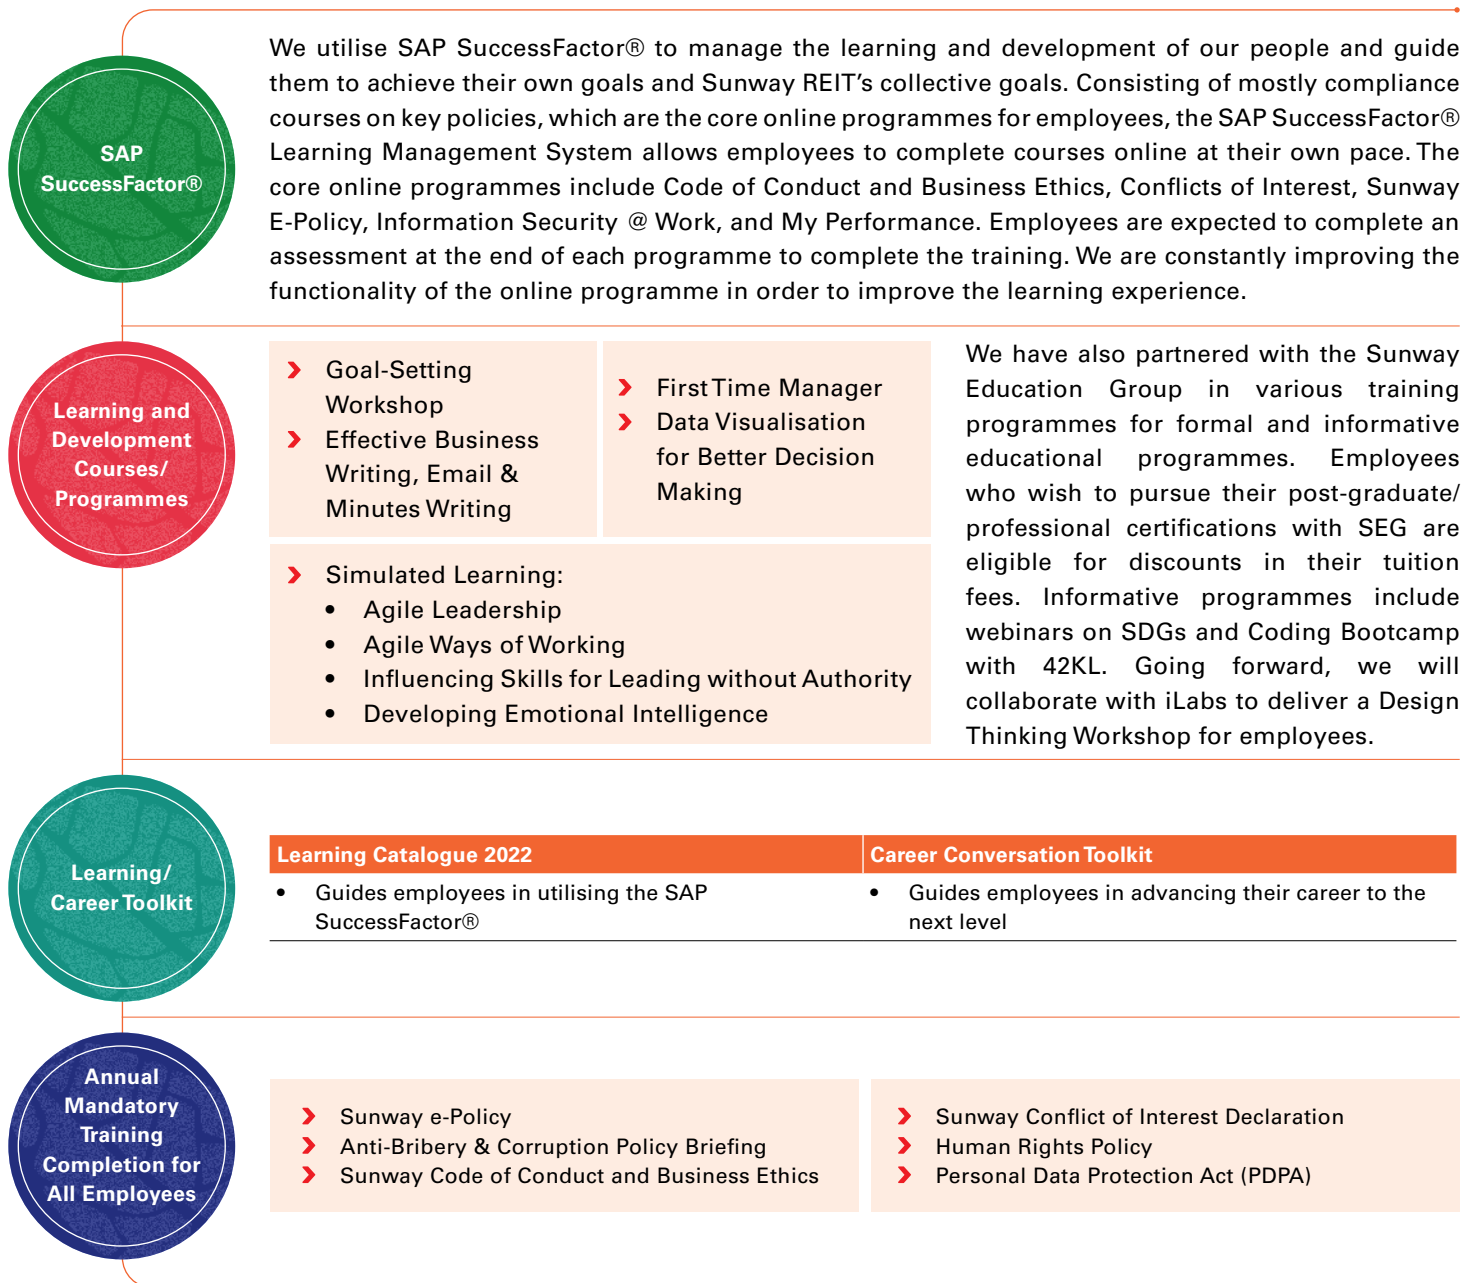 SAP
SuccessFactor®
We utilise SAP SuccessFactor® to manage the learning and development of our people and guide
them to achieve their own goals and Sunway REIT's collective goals. Consisting of mostly compliance
courses on key policies, which are the core online programmes for employees, the SAP SuccessFactor®
Learning Management System allows employees to complete courses online at their own pace. The
core online programmes include Code of Conduct and Business Ethics, Conflicts of Interest, Sunway
E-Policy, Information Security @ Work, and My Performance. Employees are expected to complete an
assessment at the end of each programme to complete the training. We are constantly improving the
functionality of the online programme in order to improve the learning experience.
Learning and
Development
Courses/
Programmes
Goal-Setting
Workshop
Effective Business
Writing, Email &
Minutes Writing
First Time Manager
Data Visualisation
for Better Decision
Making
Simulated Learning:
• Agile Leadership
• Agile Ways of Working
• Influencing Skills for Leading without Authority
• Developing Emotional Intelligence
We have also partnered with the Sunway
Education Group in various training
programmes for formal and informative
educational programmes. Employees
who wish to pursue their post-graduate/
professional certifications with SEG are
eligible for discounts in their tuition
fees. Informative programmes include
webinars on SDGs and Coding Bootcamp
with 42KL. Going forward, we will
collaborate with iLabs to deliver a Design
Thinking Workshop for employees.
Learning/
Career Toolkit
Learning Catalogue 2022
• Guides employees in utilising the SAP
SuccessFactor®
Career Conversation Toolkit
• Guides employees in advancing their career to the
next level
Annual
Mandatory
Training
Completion for
All Employees
Sunway e-Policy
Anti-Bribery & Corruption Policy Briefing
Sunway Code of Conduct and Business Ethics
Sunway Conflict of Interest Declaration
Human Rights Policy
Personal Data Protection Act (PDPA)